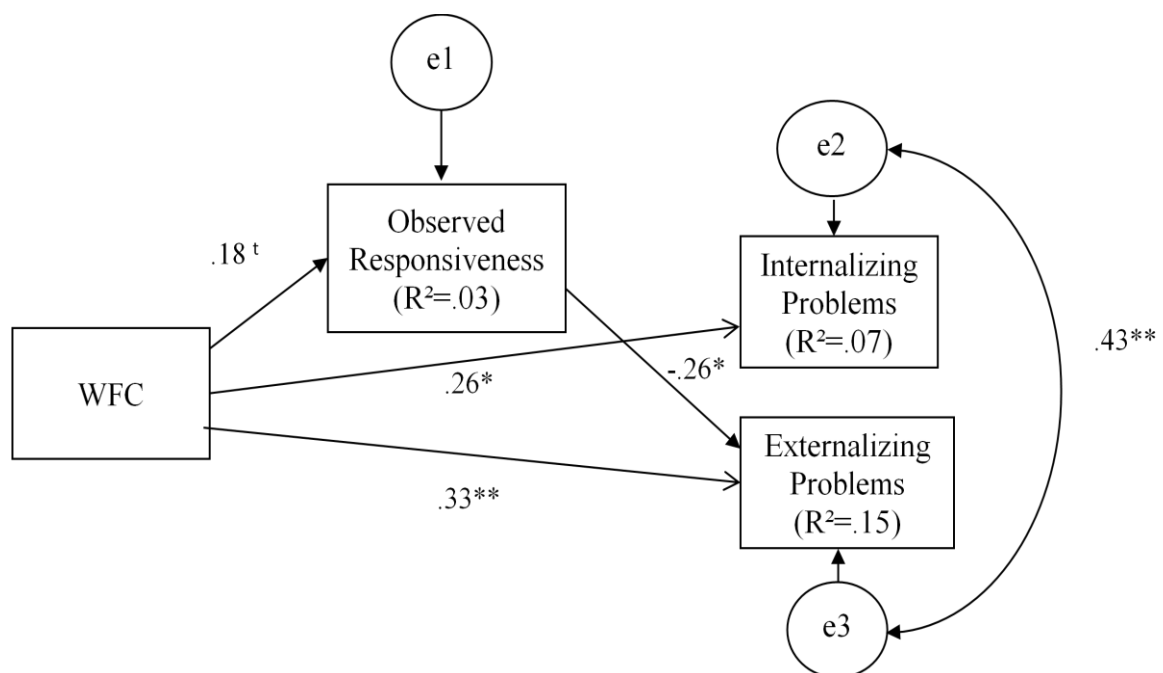 e1
e2
Observed
Responsiveness
(R²=.03)
.18 ᵗ
Internalizing
Problems
(R²=.07)
.43**
WFC
.26*
-.26*
Externalizing
Problems
(R²=.15)
.33**
e3